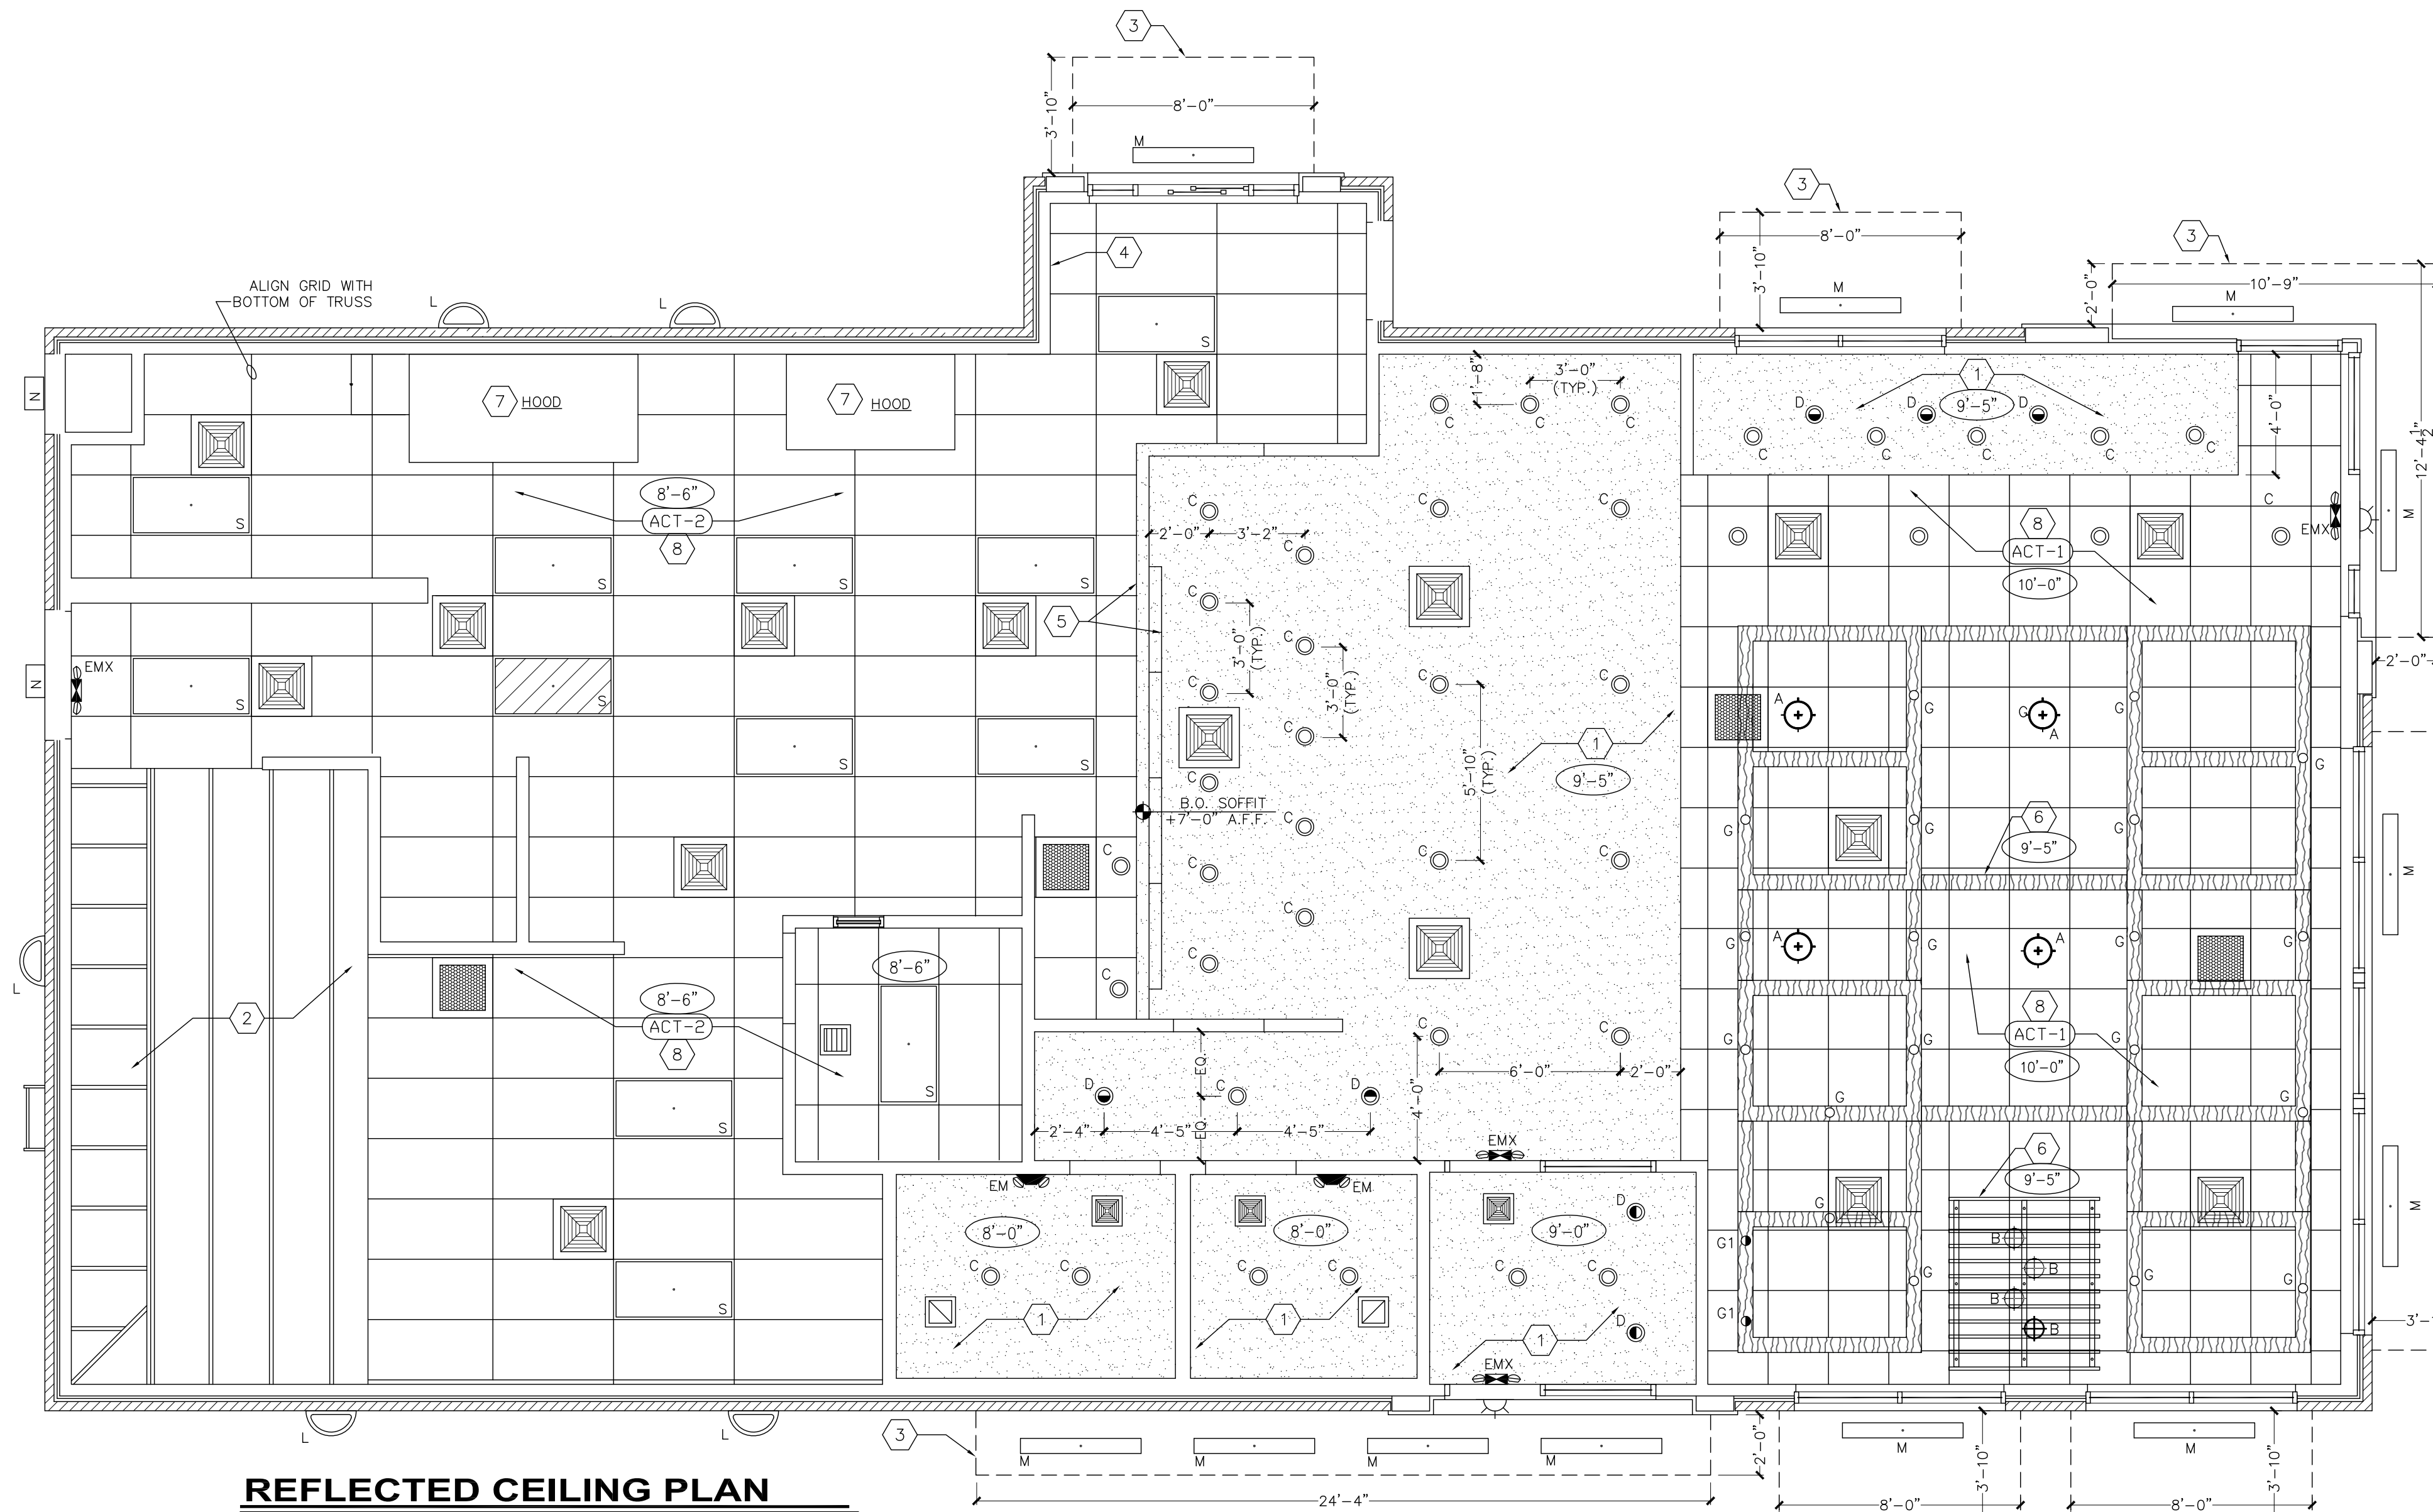 3
3'-10"
8'-0"
M
3
8'-0"
3'-10"
M
3
2'-0"
10'-9"
M
12'-4 1/2"
4
ALIGN GRID WITH
BOTTOM OF TRUSS
L
L
S
N
7 HOOD
7 HOOD
1'-8"
3'-0"
(TYP.)
C
C
C
1
9'-5"
D
D
D
C
C
C
C
C
4'-0"
M
8'-6"
ACT-2
8
S
C
C
C
2'-0"
3'-2"
C
C
EMX
8
ACT-1
10'-0"
S
S
S
5
C
3'-0"
(TYP.)
C
3'-0"
(TYP.)
2'-0"
N
EMX
S
S
C
C
C
A
G
G
A
G
G
S
S
C
C
5'-10"
(TYP.)
1
9'-5"
B.O. SOFFIT
+7'-0" A.F.F.
C
6
9'-5"
G
G
G
G
M
C
C
C
C
C
8'-6"
C
C
C
A
G
G
A
G
G
L
2
8'-6"
ACT-2
8
S
C
C
8
ACT-1
10'-0"
G
G
G
G
EQ.
EQ.
4'-0"
6'-0"
2'-0"
D
C
D
2'-4"
4'-5"
4'-5"
S
G
G
EMX
6
9'-5"
EM
EM
8'-0"
8'-0"
9'-0"
D
G
G1
B
B
B
B
M
C
C
C
C
C
C
G
G
G
G1
S
1
1
1
D
EMX
3'-
L
L
3
M
M
M
M
2'-0"
M
M
3'-10"
3'-10"
24'-4"
8'-0"
8'-0"
REFLECTED CEILING PLAN